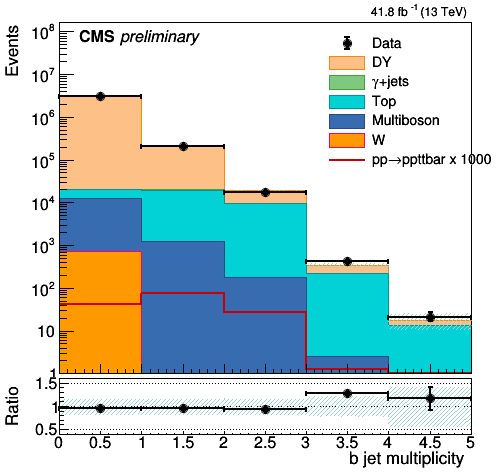 41.8 fb⁻¹ (13 TeV)
CMS preliminary
Events
10⁸
10⁷
10⁶
10⁵
10⁴
10³
10²
10
1
Data
DY
γ+jets
Top
Multiboson
W
pp→ppttbar x 1000
Ratio
1.5
1
0.5
0 0.5 1 1.5 2 2.5 3 3.5 4 4.5 5
b jet multiplicity